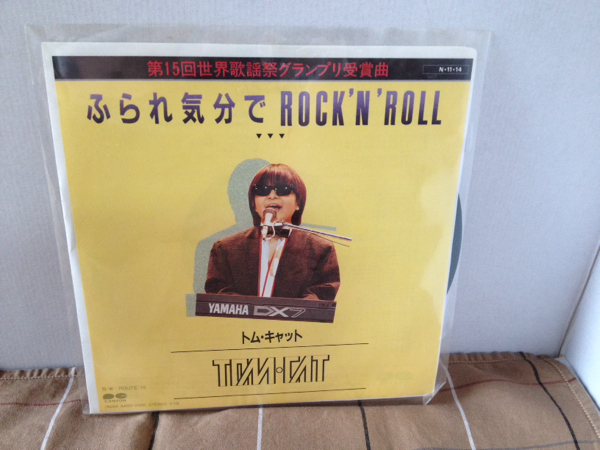 第15回世界歌謡祭グランプリ受賞曲
N・11・14
ふられ気分で ROCK'N'ROLL
YAMAHA DX7
トム・キャット
TOM・CAT